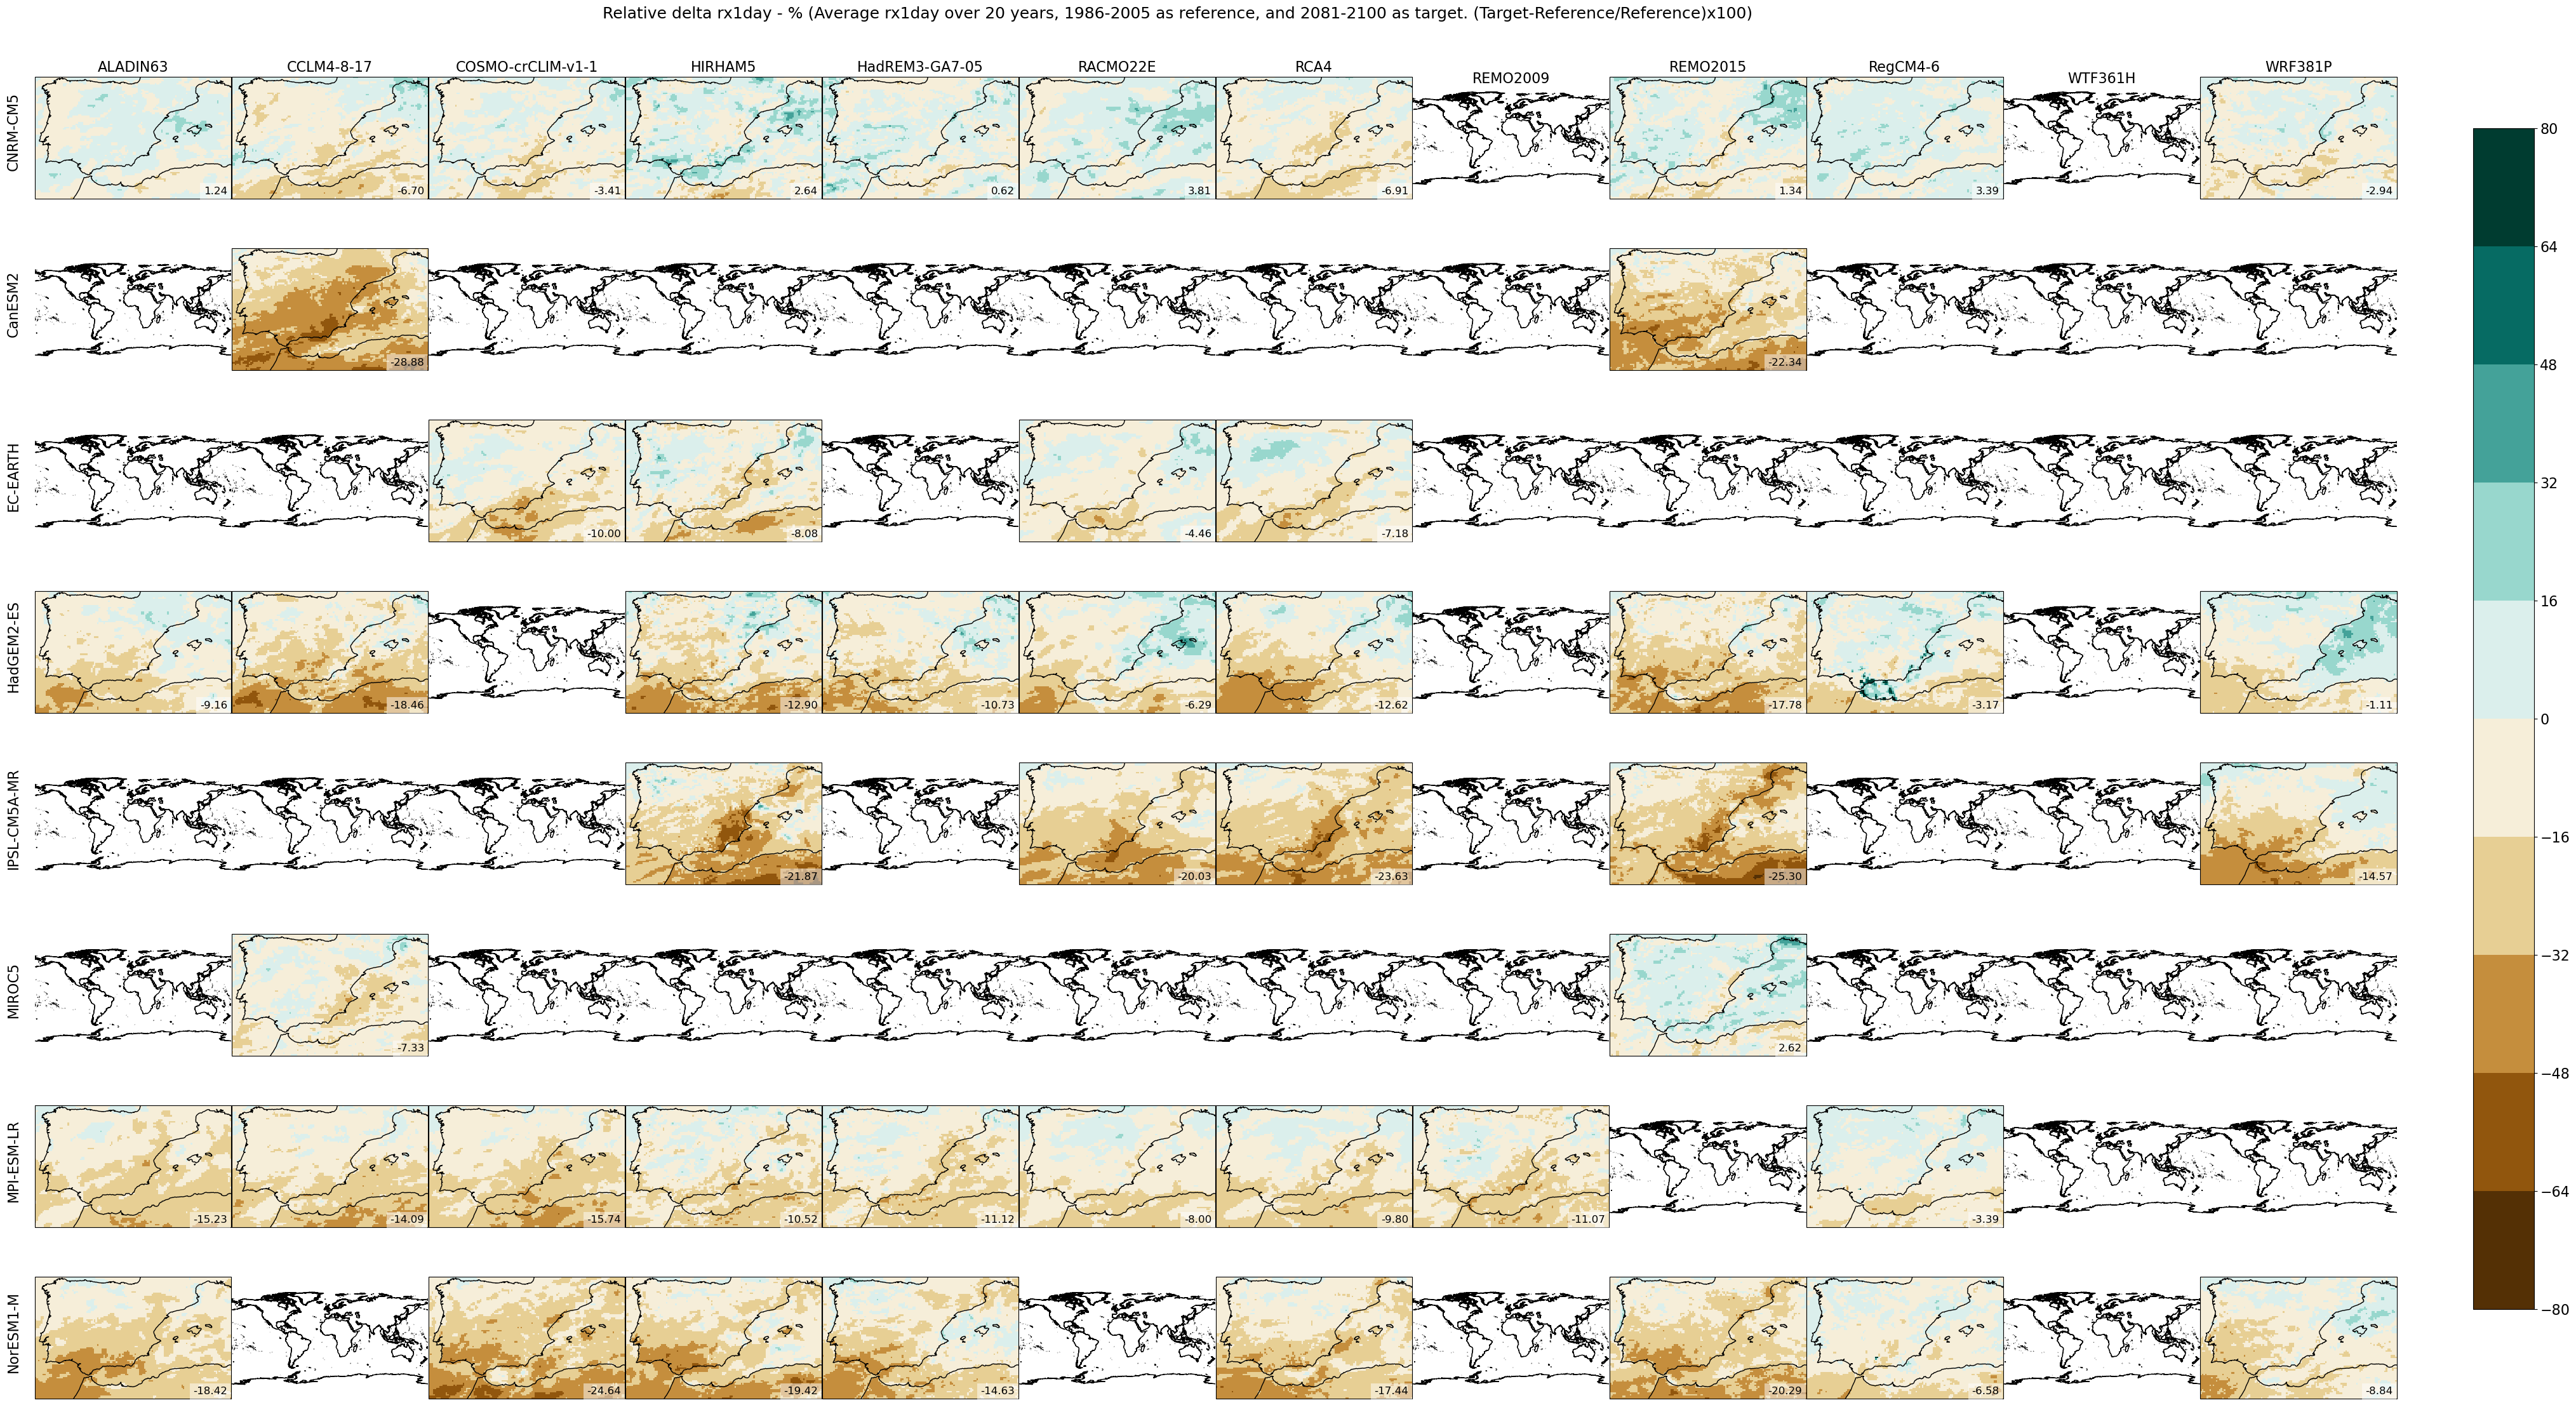 Relative delta rx1day - % (Average rx1day over 20 years, 1986-2005 as reference, and 2081-2100 as target. (Target-Reference/Reference)x100)
ALADIN63 CCLM4-8-17 COSMO-crCLIM-v1-1 HIRHAM5 HadREM3-GA7-05 RACMO22E RCA4 REMO2009 REMO2015 RegCM4-6 WTF361H WRF381P
CNRM-CM5
1.24 -6.70 -3.41 2.64 0.62 3.81 -6.91 1.34 3.39 -2.94
CanESM2
-28.88 -22.34
EC-EARTH
-10.00 -8.08 -4.46 -7.18
HadGEM2-ES
-9.16 -18.46 -12.90 -10.73 -6.29 -12.62 -17.78 -3.17 -1.11
IPSL-CM5A-MR
-21.87 -20.03 -23.63 -25.30 -14.57
MIROC5
-7.33 2.62
MPI-ESM-LR
-15.23 -14.09 -15.74 -10.52 -11.12 -8.00 -9.80 -11.07 -3.39
NorESM1-M
-18.42 -24.64 -19.42 -14.63 -17.44 -20.29 -6.58 -8.84
80
64
48
32
16
0
−16
−32
−48
−64
−80